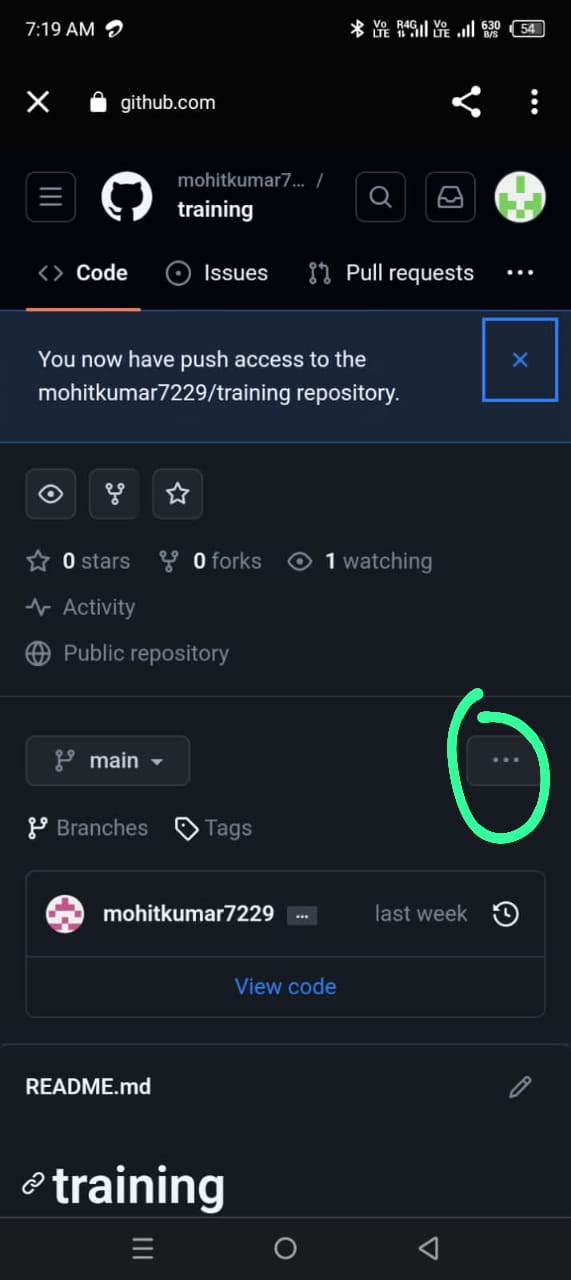 7:19 AM
Vo LTE R4G Vo LTE 630 B/S 54
github.com
mohitkumar7... /
training
Code Issues Pull requests ...
You now have push access to the
mohitkumar7229/training repository.
0 stars 0 forks 1 watching
Activity
Public repository
main ...
Branches Tags
mohitkumar7229 ... last week
View code
README.md
training